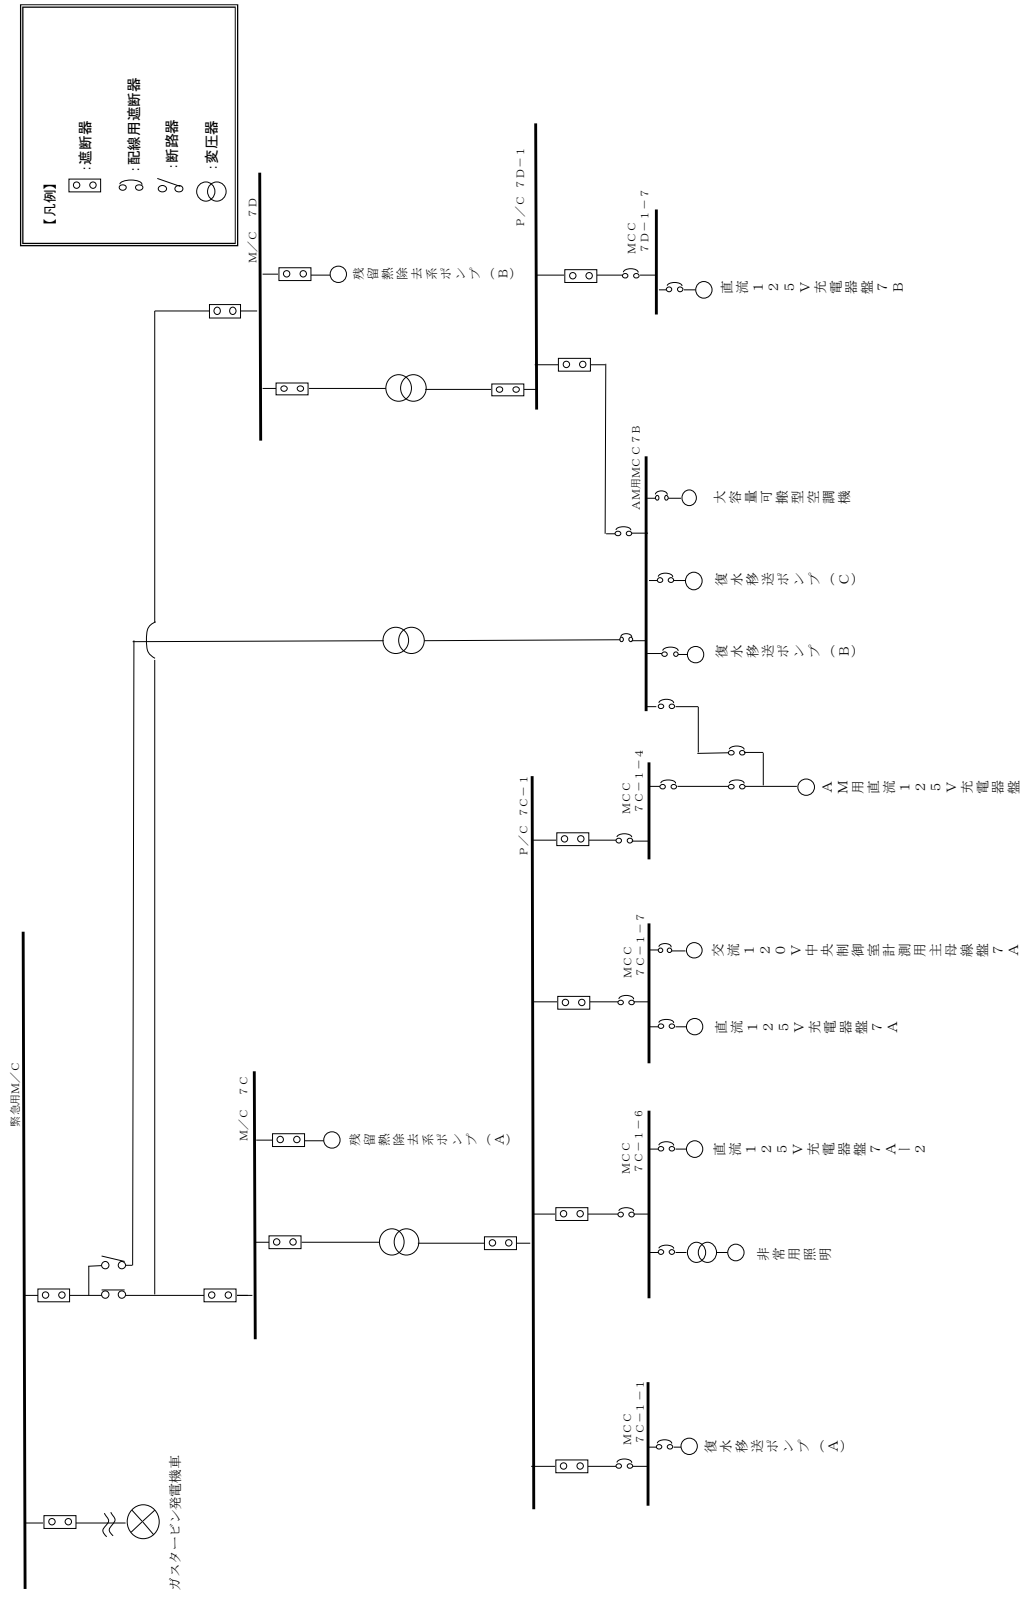 【凡例】
：遮断器
：配線用遮断器
：断路器
：変圧器
緊急用M／C
ガスタービン発電機車
M／C　7C
残留熱除去系ポンプ（A）
M／C　7D
残留熱除去系ポンプ（B）
P／C 7C－1
P／C 7D－1
MCC
7C－1－1
復水移送ポンプ（A）
MCC
7C－1－6
非常用照明
直流125V充電器盤7A－2
MCC
7C－1－7
直流125V充電器盤7A
交流120V中央制御室計測用主母線盤7A
MCC
7C－1－4
AM用直流125V充電器盤
AM用MCC7B
復水移送ポンプ（B）
復水移送ポンプ（C）
大容量可搬型空調機
MCC
7D－1－7
直流125V充電器盤7B